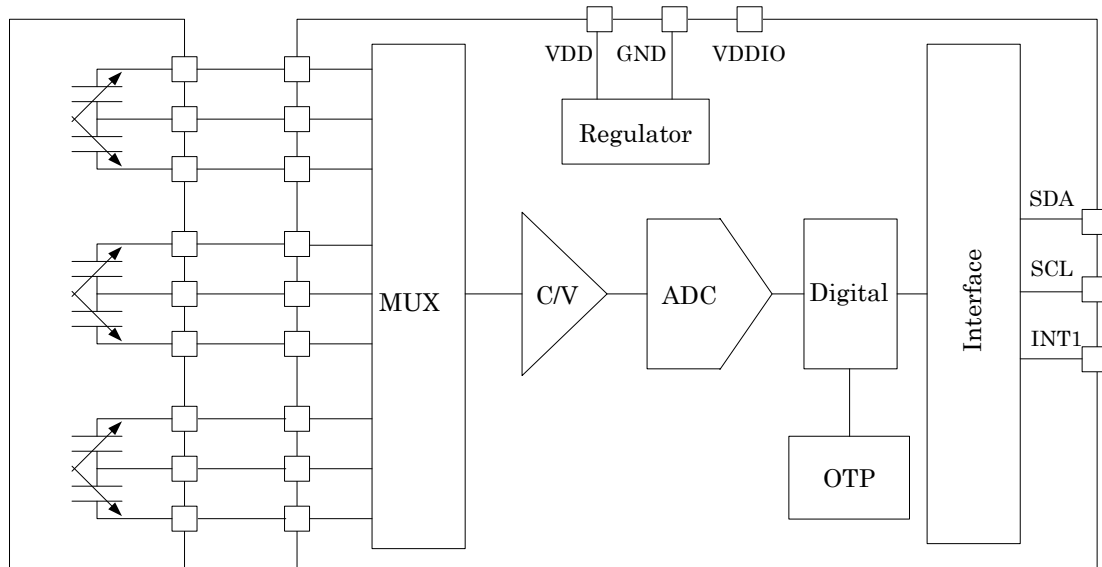 VDD
GND
VDDIO
Regulator
SDA
MUX
C/V
ADC
Digital
Interface
SCL
INT1
OTP